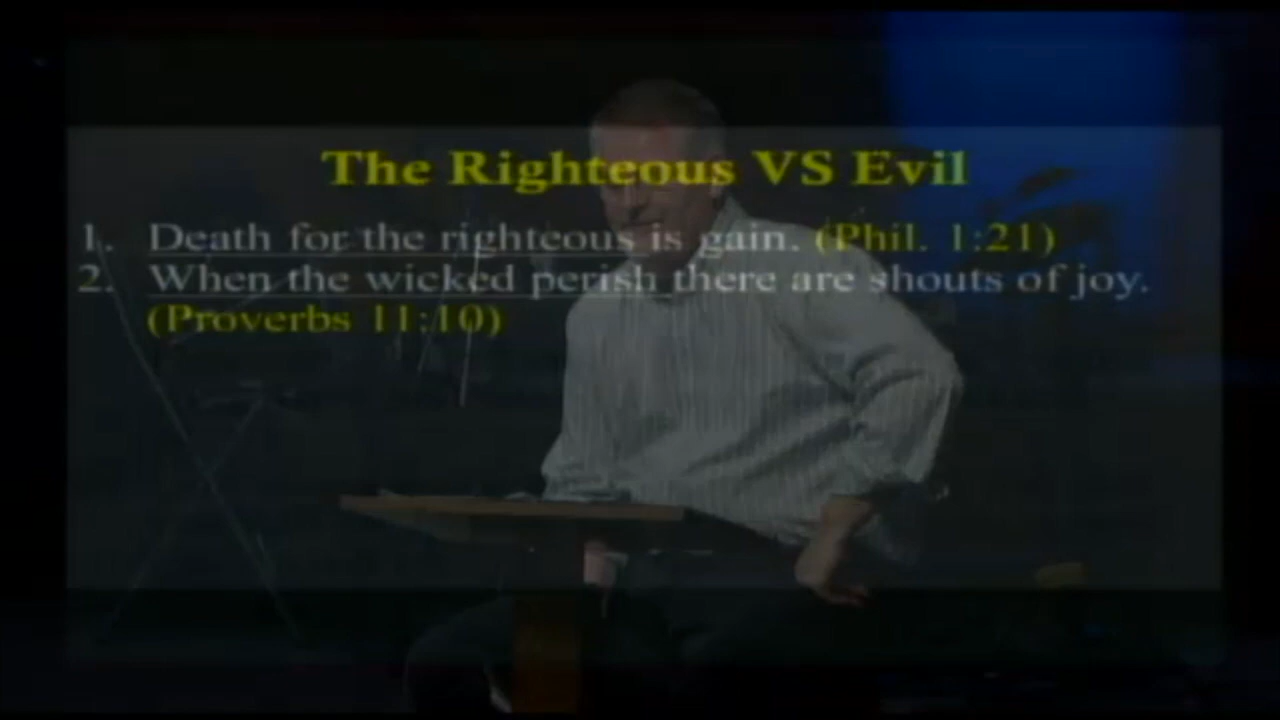 The Righteous VS Evil
1. Death for the righteous is gain. (Phil. 1:21)
2. When the wicked perish there are shouts of joy.
(Proverbs 11:10)